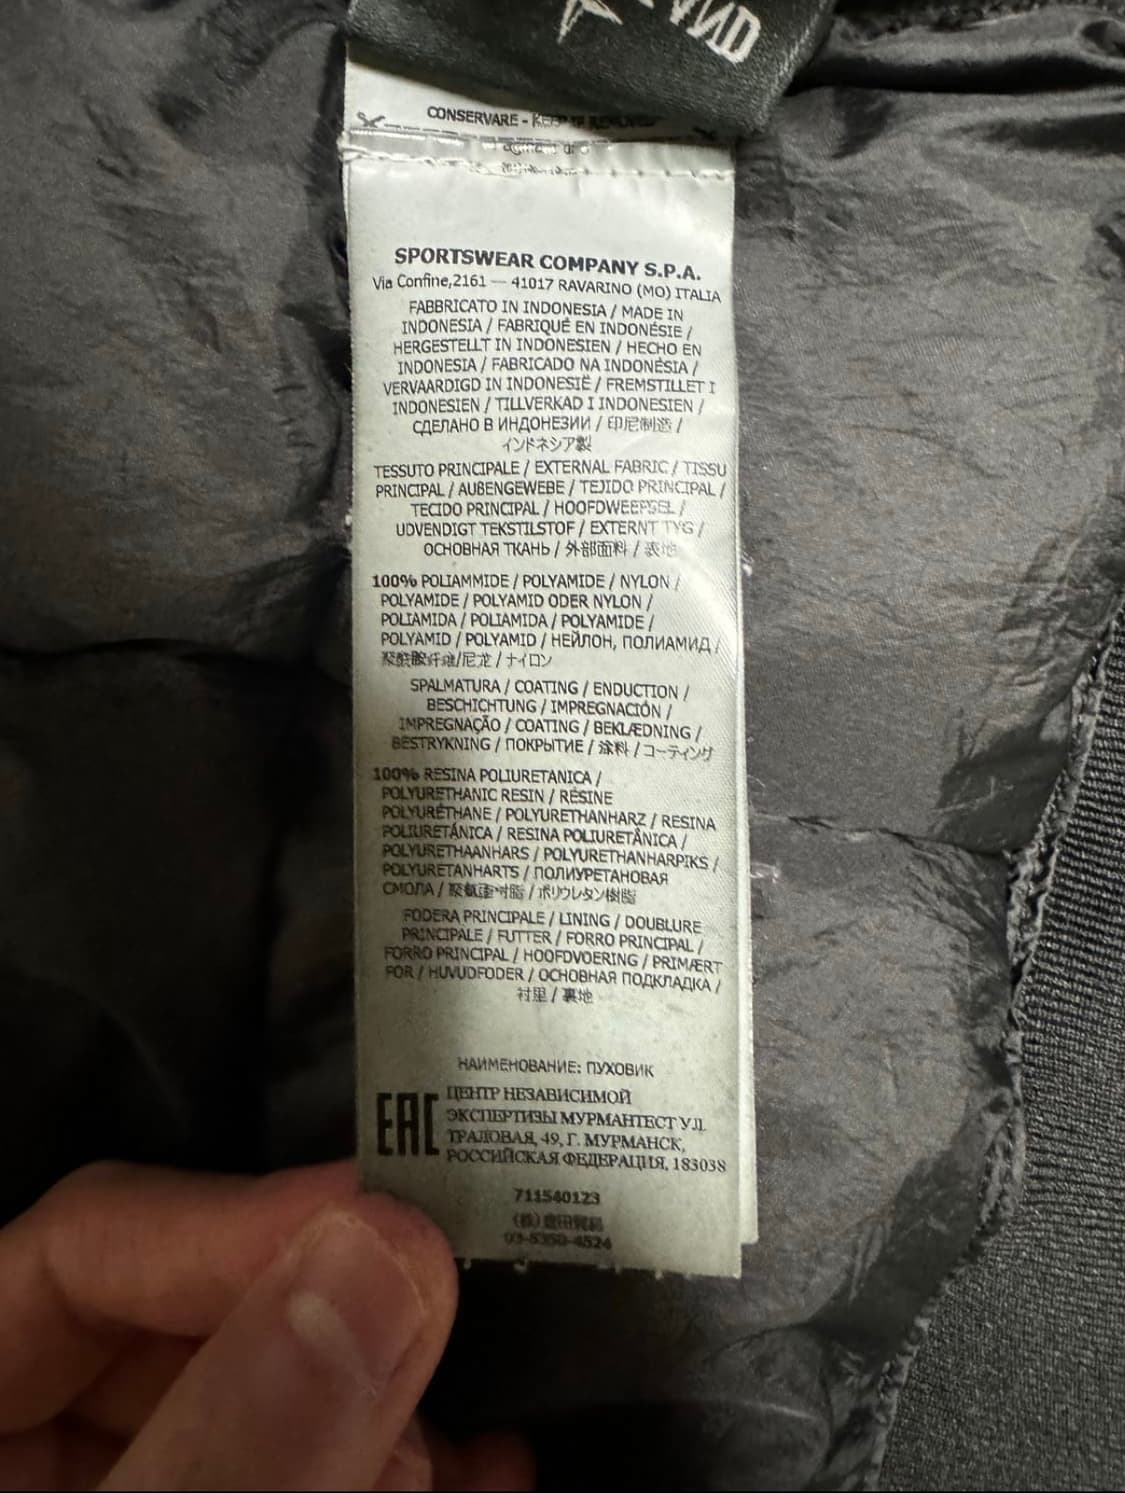 CONSERVARE - KEEP
SPORTSWEAR COMPANY S.P.A.
Via Confine,2161 — 41017 RAVARINO (MO) ITALIA
FABBRICATO IN INDONESIA / MADE IN
INDONESIA / FABRIQUÉ EN INDONÉSIE /
HERGESTELLT IN INDONESIEN / HECHO EN
INDONESIA / FABRICADO NA INDONÉSIA /
VERVAARDIGD IN INDONESIË / FREMSTILLET I
INDONESIEN / TILLVERKAD I INDONESIEN /
СДЕЛАНО В ИНДОНЕЗИИ / 印尼制造 /
インドネシア製
TESSUTO PRINCIPALE / EXTERNAL FABRIC / TISSU
PRINCIPAL / AUßENGEWEBE / TEJIDO PRINCIPAL /
TECIDO PRINCIPAL / HOOFDWEEFSEL /
UDVENDIGT TEKSTILSTOF / EXTERNT TYG /
ОСНОВНАЯ ТКАНЬ / 外部面料 / 表地
100% POLIAMMIDE / POLYAMIDE / NYLON /
POLYAMIDE / POLYAMID ODER NYLON /
POLIAMIDA / POLIAMIDA / POLYAMIDE /
POLYAMID / POLYAMID / НЕЙЛОН, ПОЛИАМИД /
聚酰胺纤维/尼龙 / ナイロン
SPALMATURA / COATING / ENDUCTION /
BESCHICHTUNG / IMPREGNACIÓN /
IMPREGNAÇÃO / COATING / BEKLÆDNING /
BESTRYKNING / ПОКРЫТИЕ / 涂料 / コーティング
100% RESINA POLIURETANICA /
POLYURETHANIC RESIN / RÉSINE
POLYURÉTHANE / POLYURETHANHARZ / RESINA
POLIURETÁNICA / RESINA POLIURETÂNICA /
POLYURETHAANHARS / POLYURETHANHARPIKS /
POLYURETANHARTS / ПОЛИУРЕТАНОВАЯ
СМОЛА / 聚氨酯树脂 / ポリウレタン樹脂
FODERA PRINCIPALE / LINING / DOUBLURE
PRINCIPALE / FUTTER / FORRO PRINCIPAL /
FORRO PRINCIPAL / HOOFDVOERING / PRIMÆRT
FOR / HUVUDFODER / ОСНОВНАЯ ПОДКЛАДКА /
衬里 / 裏地
НАИМЕНОВАНИЕ: ПУХОВИК
EAC
ЦЕНТР НЕЗАВИСИМОЙ
ЭКСПЕРТИЗЫ МУРМАНТЕСТ УЛ.
ТРАЛОВАЯ, 49, Г. МУРМАНСК,
РОССИЙСКАЯ ФЕДЕРАЦИЯ, 183038
711540123
03-5350-4524